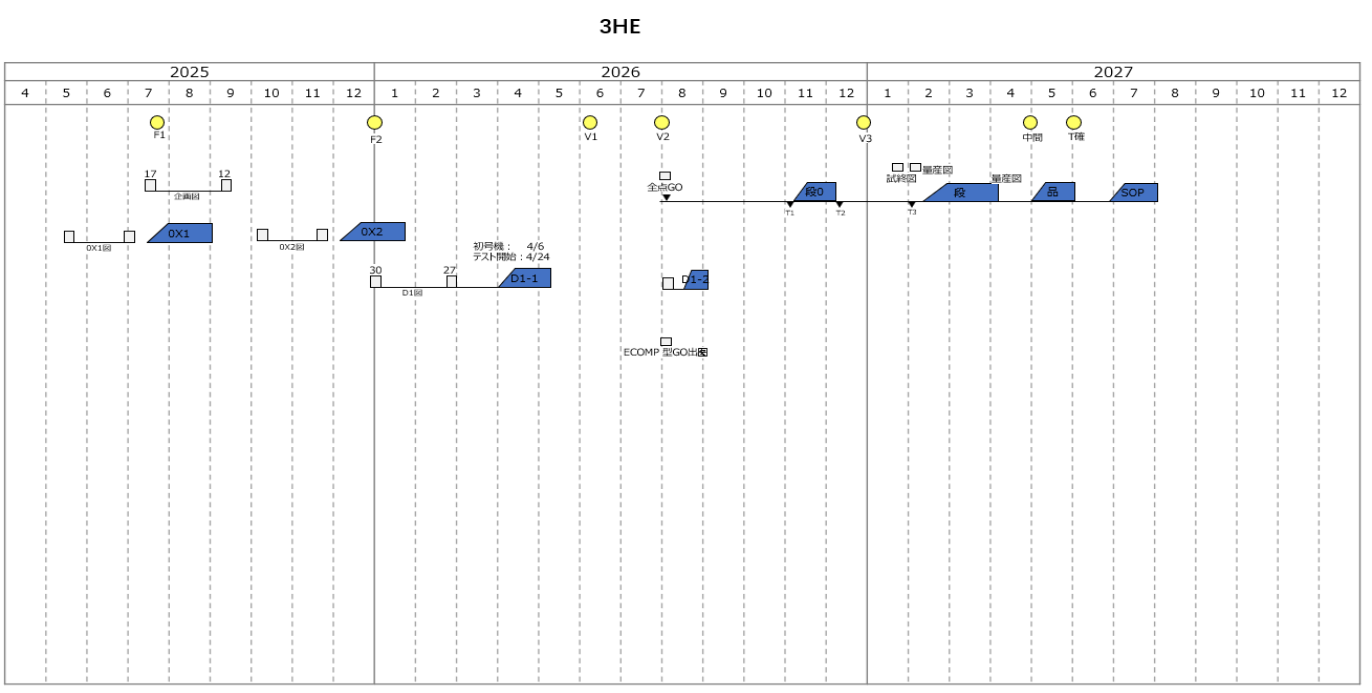 3HE
2025 2026 2027
4 5 6 7 8 9 10 11 12 1 2 3 4 5 6 7 8 9 10 11 12 1 2 3 4 5 6 7 8 9 10 11 12
F1 F2 V1 V2 V3 中間 T確
17 12
企画図
全点GO
試終図 量産図
量産図
段0 段 品 SOP
T1 T2 T3
0X1図 0X1 0X2図 0X2
初号機: 4/6
テスト開始:4/24
30 27
D1図 D1-1 D1-2
ECOMP 型GO出図